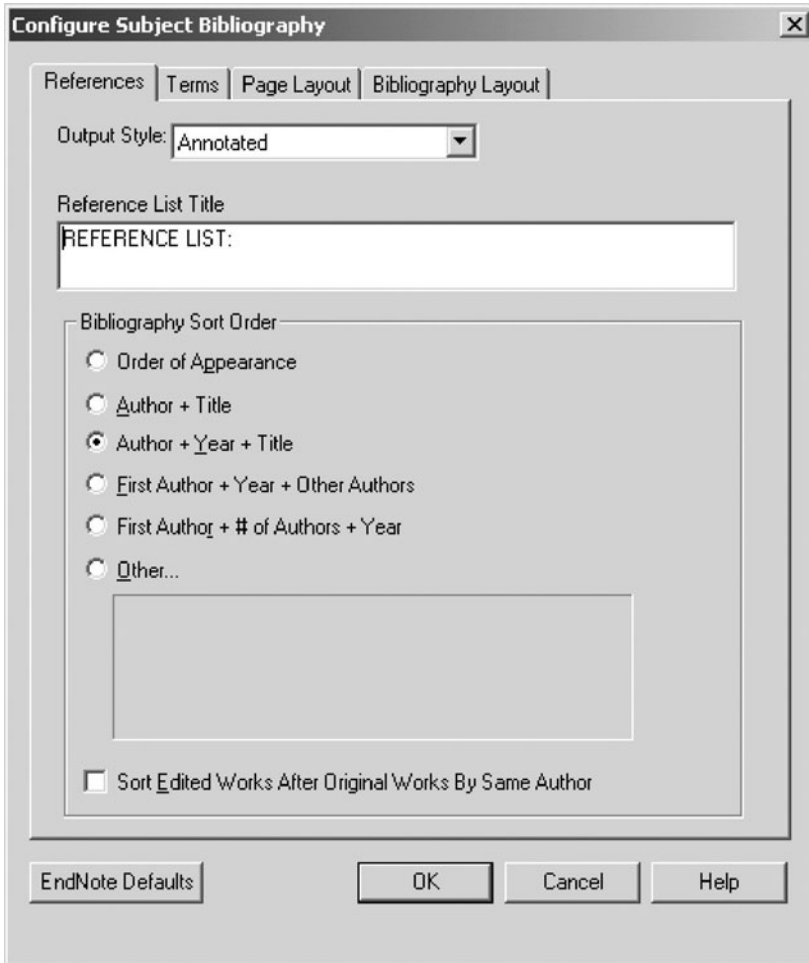 Configure Subject Bibliography
References Terms Page Layout Bibliography Layout
Output Style: Annotated
Reference List Title
REFERENCE LIST:
Bibliography Sort Order
Order of Appearance
Author + Title
Author + Year + Title
First Author + Year + Other Authors
First Author + # of Authors + Year
Other...
Sort Edited Works After Original Works By Same Author
EndNote Defaults OK Cancel Help